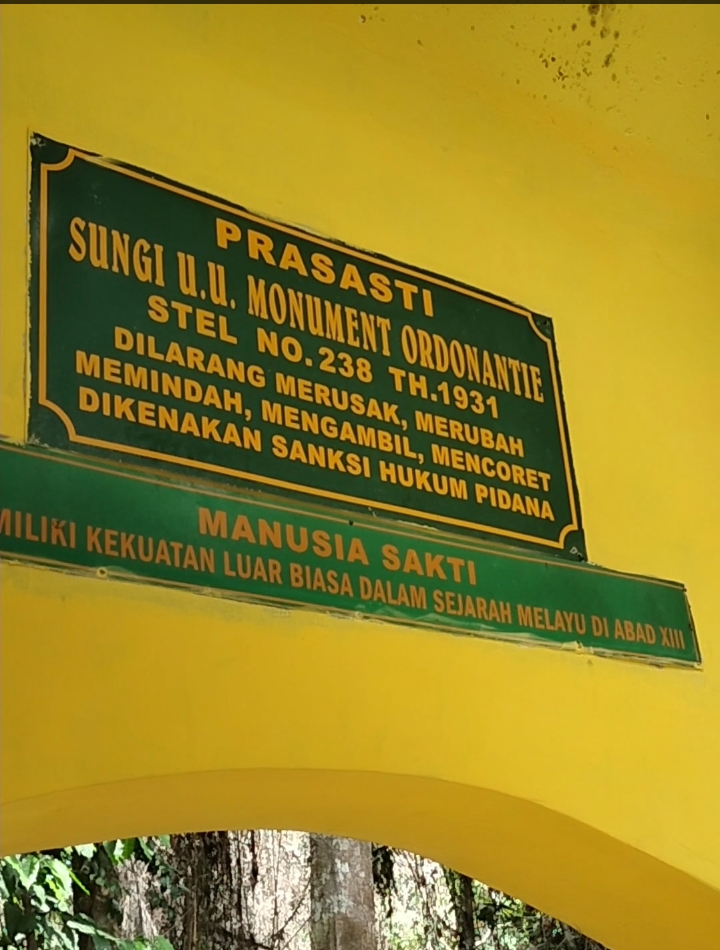 PRASASTI
SUNGI U.U. MONUMENT ORDONANTIE
STEL NO.238 TH.1931
DILARANG MERUSAK, MERUBAH
MEMINDAH, MENGAMBIL, MENCORET
DIKENAKAN SANKSI HUKUM PIDANA
MANUSIA SAKTI
MILIKI KEKUATAN LUAR BIASA DALAM SEJARAH MELAYU DI ABAD XIII